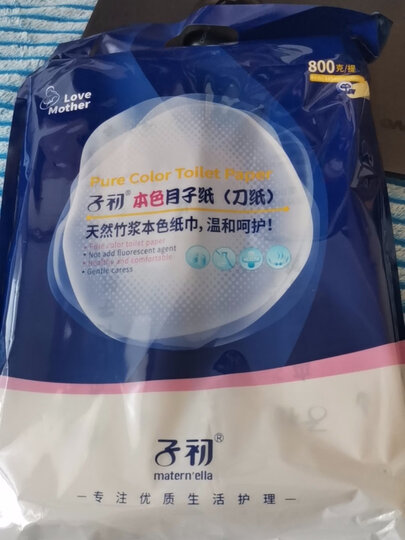 Love
Mother
800克/提
Pure Color Toilet Paper
子初® 本色月子纸（刀纸）
天然竹浆本色纸巾，温和呵护！
Pure color toilet paper
Not add fluorescent agent
and comfortable
Gentle caress
子初®
matern'ella
专注优质生活护理